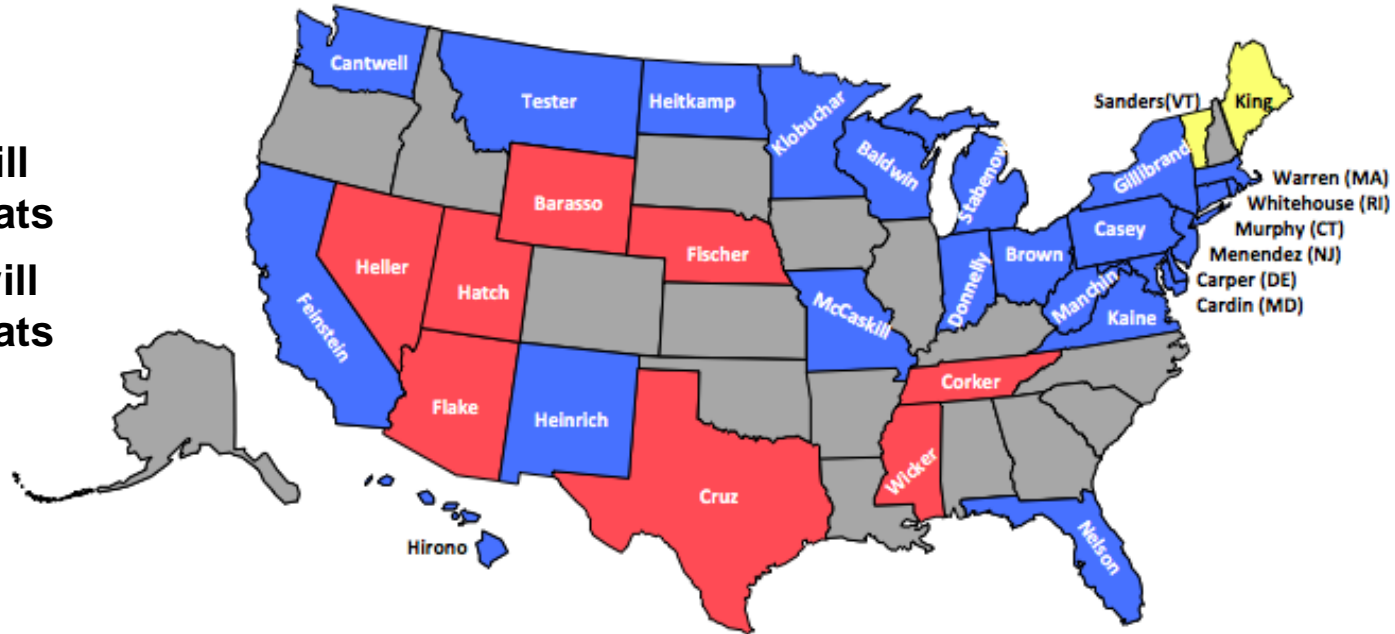 ill
ats
will
ats
Cantwell
Tester
Heitkamp
Klobuchar
Baldwin
Stabenow
Sanders(VT)
King
Gillibrand
Warren (MA)
Whitehouse (RI)
Murphy (CT)
Menendez (NJ)
Carper (DE)
Cardin (MD)
Barasso
Fischer
Casey
Brown
Donnelly
Manchin
Kaine
Heller
Hatch
McCaskill
Feinstein
Flake
Heinrich
Corker
Wicker
Cruz
Nelson
Hirono